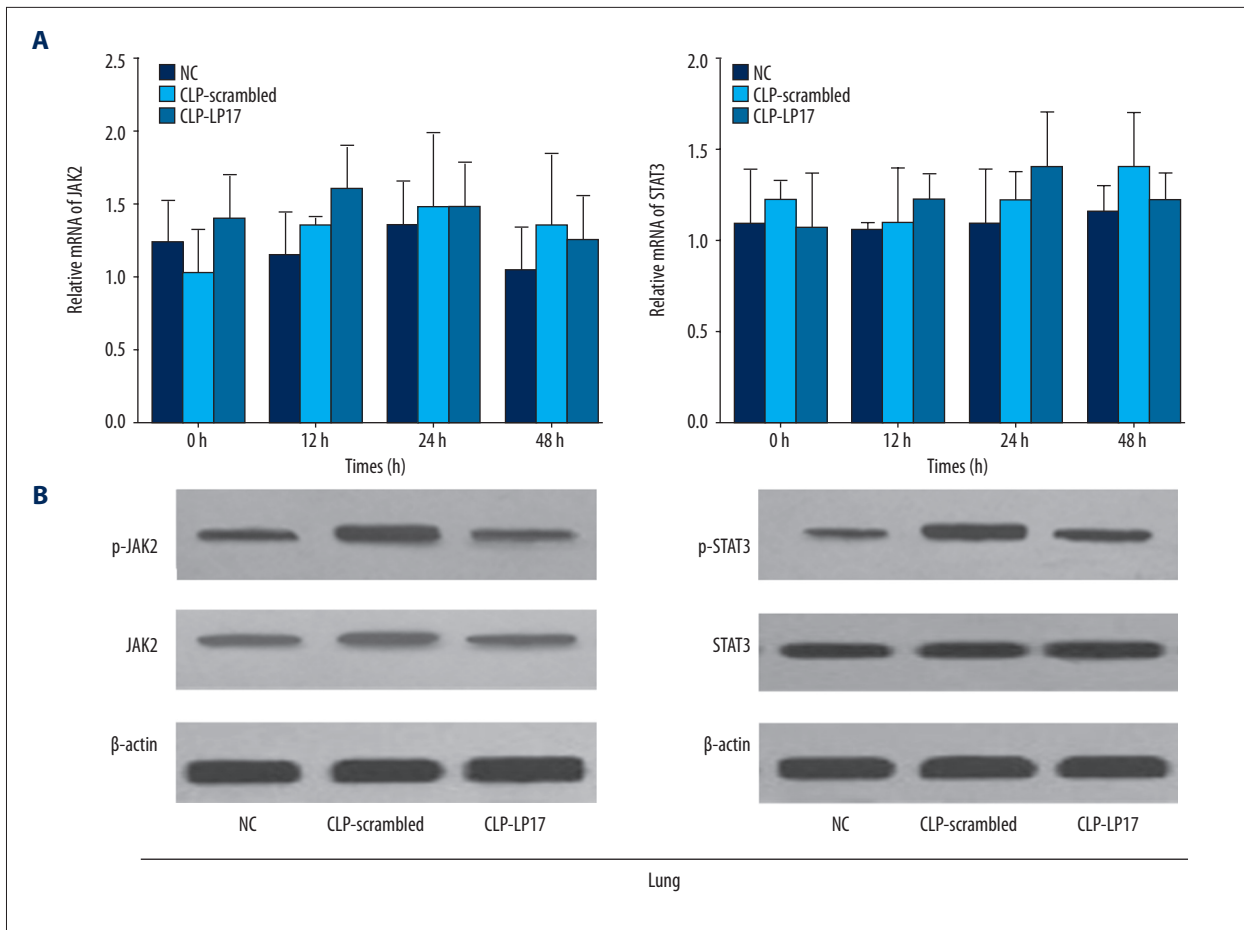 A
Relative mRNA of JAK2
2.5
2.0
1.5
1.0
0.5
0.0
NC
CLP-scrambled
CLP-LP17
0 h
12 h
24 h
48 h
Times (h)
Relative mRNA of STAT3
2.0
1.5
1.0
0.5
0.0
NC
CLP-scrambled
CLP-LP17
0 h
12 h
24 h
48 h
Times (h)
B
p-JAK2
JAK2
β-actin
NC
CLP-scrambled
CLP-LP17
p-STAT3
STAT3
β-actin
NC
CLP-scrambled
CLP-LP17
Lung